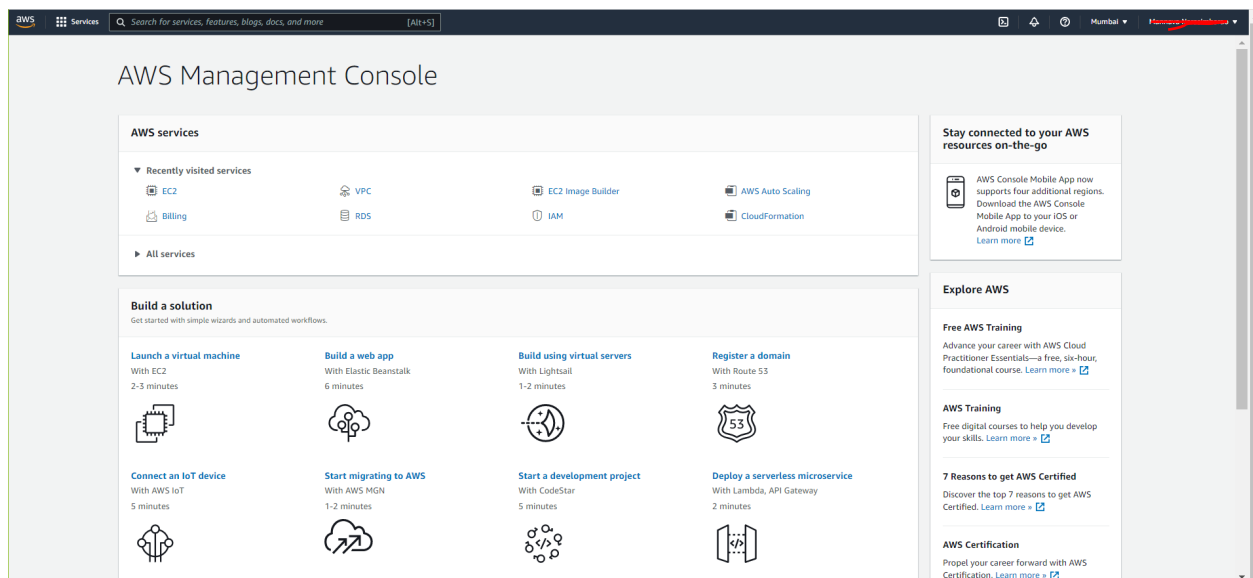 aws
Services
Search for services, features, blogs, docs, and more [Alt+S]
Mumbai
AWS Management Console
AWS services
Recently visited services
EC2
VPC
EC2 Image Builder
AWS Auto Scaling
Billing
RDS
IAM
CloudFormation
All services
Build a solution
Get started with simple wizards and automated workflows.
Launch a virtual machine
With EC2
2-3 minutes
Build a web app
With Elastic Beanstalk
6 minutes
Build using virtual servers
With Lightsail
1-2 minutes
Register a domain
With Route 53
3 minutes
53
Connect an IoT device
With AWS IoT
5 minutes
Start migrating to AWS
With AWS MGN
1-2 minutes
Start a development project
With CodeStar
5 minutes
Deploy a serverless microservice
With Lambda, API Gateway
2 minutes
Stay connected to your AWS
resources on-the-go
AWS Console Mobile App now
supports four additional regions.
Download the AWS Console
Mobile App to your iOS or
Android mobile device.
Learn more
Explore AWS
Free AWS Training
Advance your career with AWS Cloud
Practitioner Essentials—a free, six-hour,
foundational course. Learn more »
AWS Training
Free digital courses to help you develop
your skills. Learn more »
7 Reasons to get AWS Certified
Discover the top 7 reasons to get AWS
Certified. Learn more »
AWS Certification
Propel your career forward with AWS
Certification. Learn more »